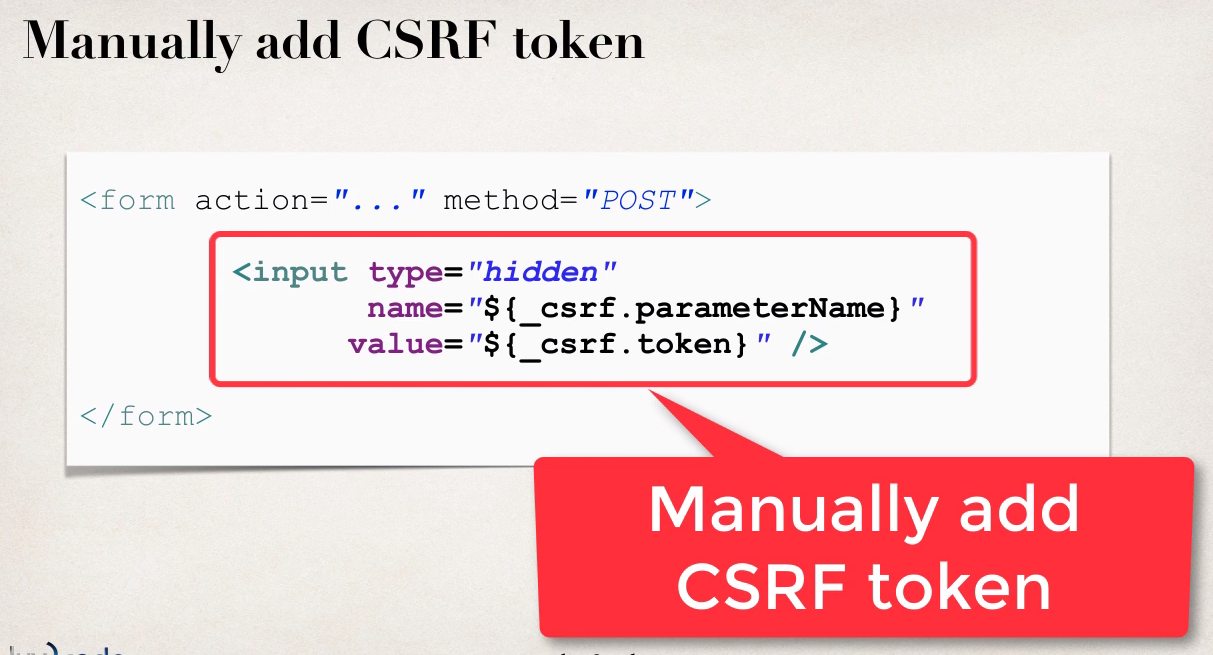 Manually add CSRF token
<form action="..." method="POST">
<input type="hidden"
name="${_csrf.parameterName}"
value="${_csrf.token}" />
</form>
Manually add
CSRF token